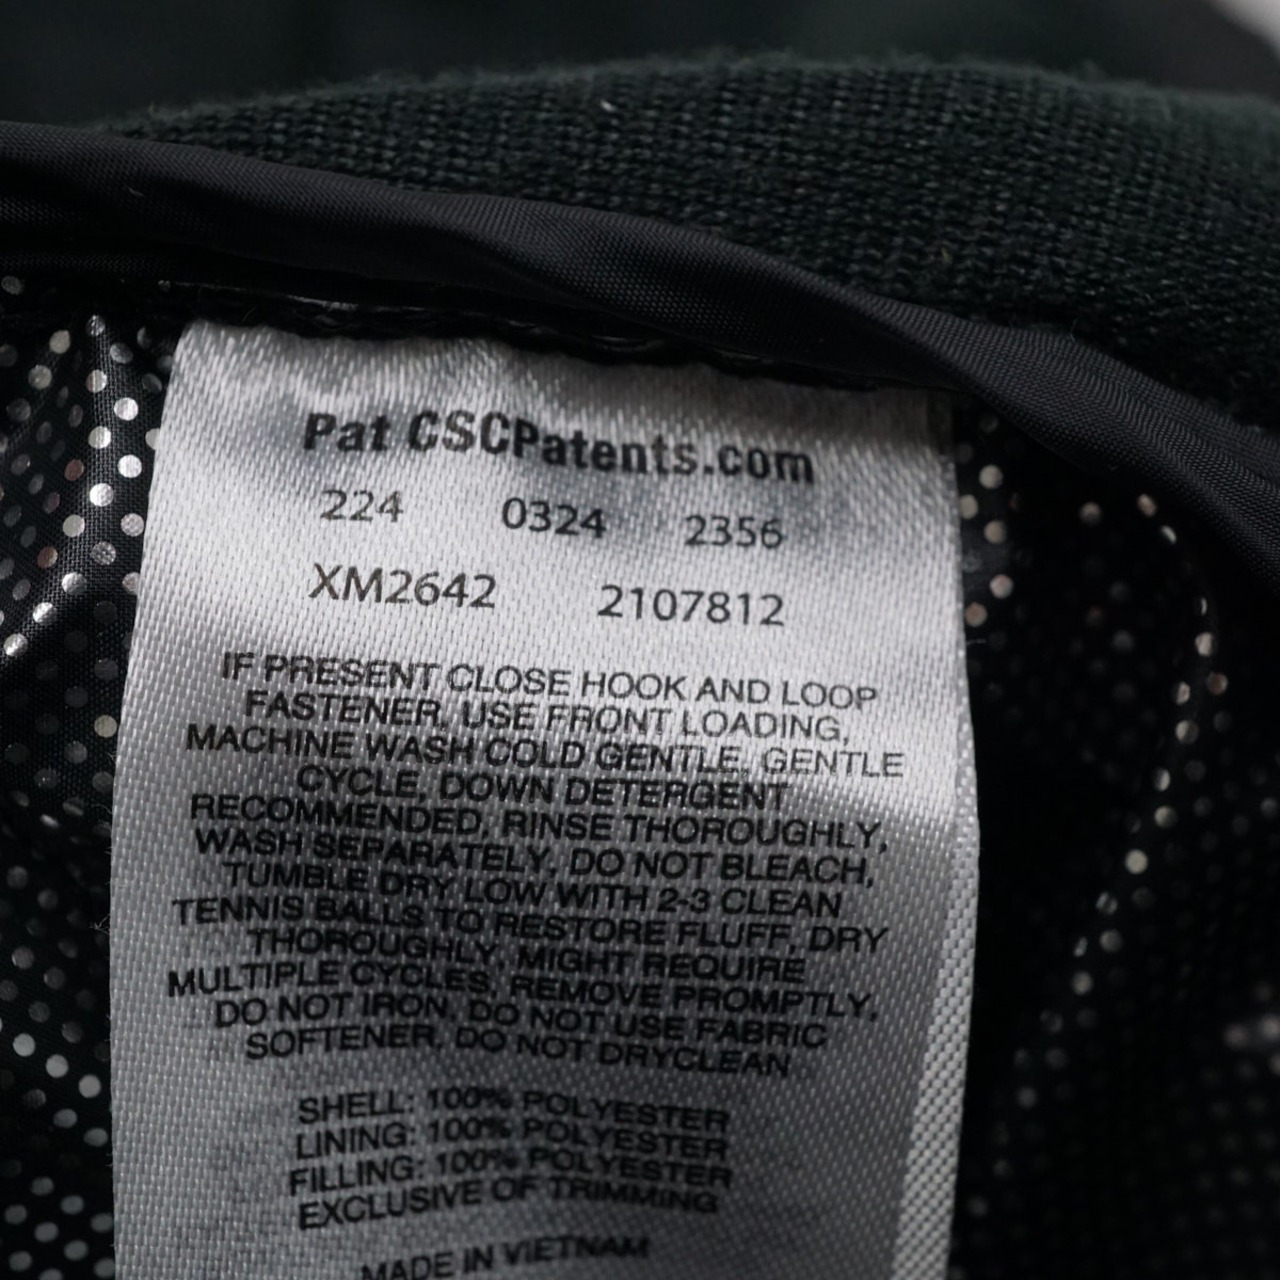 Pat CSCPatents.com
224 0324 2356
XM2642 2107812
IF PRESENT CLOSE HOOK AND LOOP
FASTENER, USE FRONT LOADING,
MACHINE WASH COLD GENTLE, GENTLE
CYCLE, DOWN DETERGENT
RECOMMENDED, RINSE THOROUGHLY,
WASH SEPARATELY, DO NOT BLEACH,
TUMBLE DRY LOW WITH 2-3 CLEAN
TENNIS BALLS TO RESTORE FLUFF, DRY
THOROUGHLY, MIGHT REQUIRE
MULTIPLE CYCLES, REMOVE PROMPTLY,
DO NOT IRON, DO NOT USE FABRIC
SOFTENER, DO NOT DRYCLEAN
SHELL: 100% POLYESTER
LINING: 100% POLYESTER
FILLING: 100% POLYESTER
EXCLUSIVE OF TRIMMING
MADE IN VIETNAM